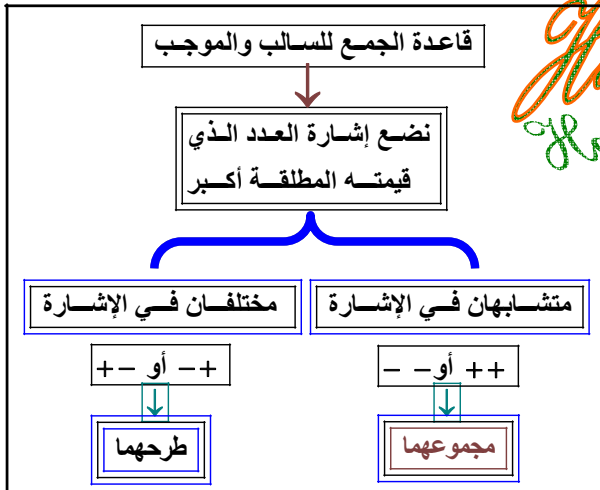 قاعدة الجمع للسالب والموجب
نضع إشارة العدد الذي
قيمته المطلقة أكبر
متشابهان في الإشارة
مختلفان في الإشارة
++ أو - -
+- أو -+
مجموعهما
طرحهما